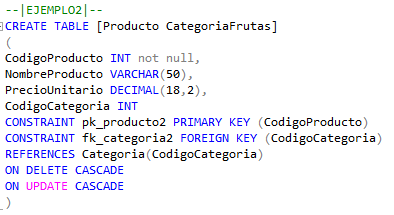 --|EJEMPLO2|--
CREATE TABLE [Producto CategoriaFrutas]
(
CodigoProducto INT not null,
NombreProducto VARCHAR(50),
PrecioUnitario DECIMAL(18,2),
CodigoCategoria INT
CONSTRAINT pk_producto2 PRIMARY KEY (CodigoProducto)
CONSTRAINT fk_categoria2 FOREIGN KEY (CodigoCategoria)
REFERENCES Categoria(CodigoCategoria)
ON DELETE CASCADE
ON UPDATE CASCADE
)